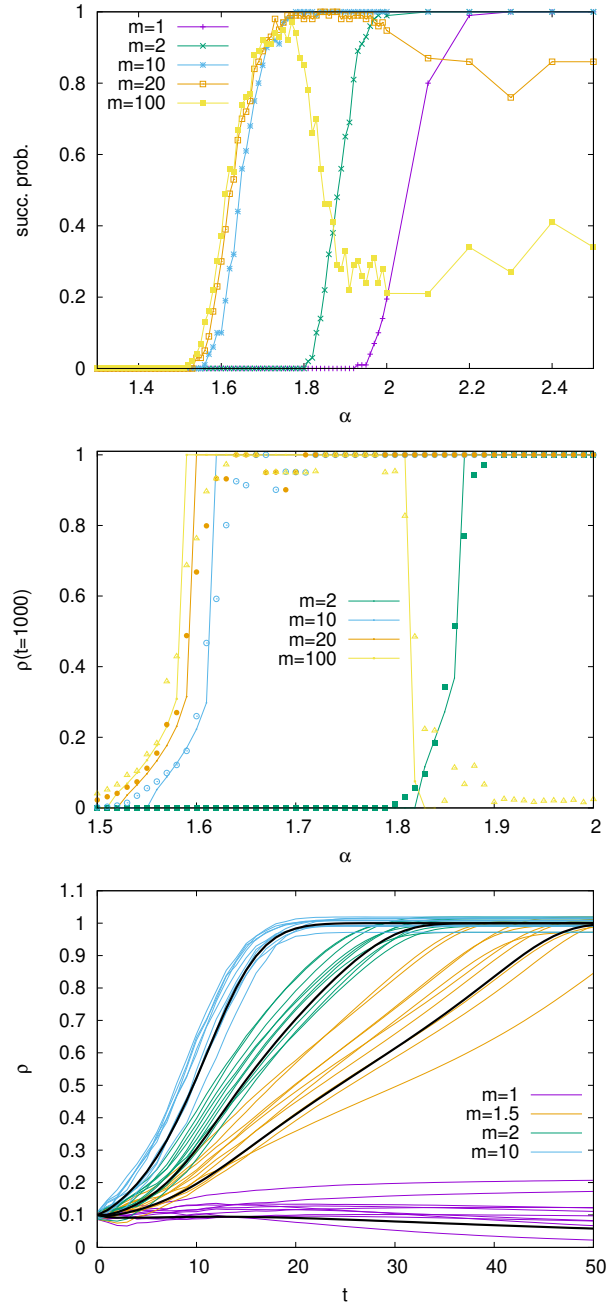 m=1
m=2
m=10
m=20
m=100
succ. prob.
1
0.8
0.6
0.4
0.2
0
1.4 1.6 1.8 2 2.2 2.4
α
m=2
m=10
m=20
m=100
ρ(t=1000)
1
0.8
0.6
0.4
0.2
0
1.5 1.6 1.7 1.8 1.9 2
α
m=1
m=1.5
m=2
m=10
ρ
1.1
1
0.9
0.8
0.7
0.6
0.5
0.4
0.3
0.2
0.1
0
0 10 20 30 40 50
t